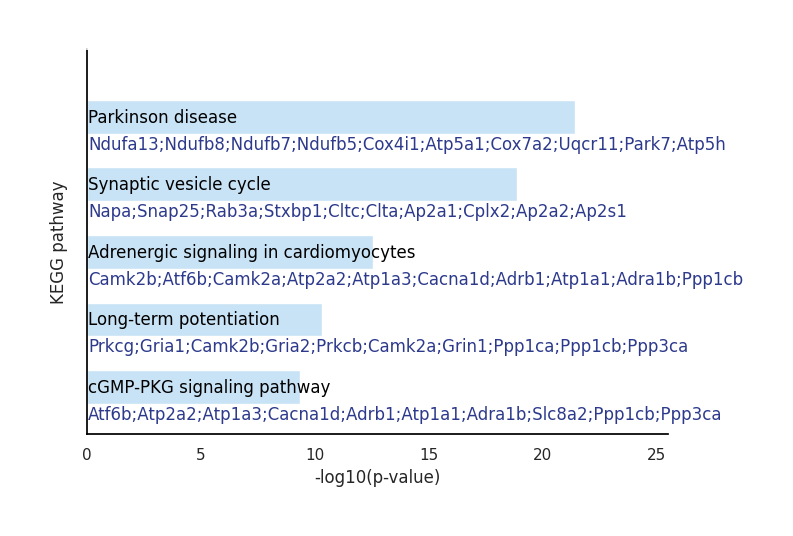 Parkinson disease
Ndufa13;Ndufb8;Ndufb7;Ndufb5;Cox4i1;Atp5a1;Cox7a2;Uqcr11;Park7;Atp5h
Synaptic vesicle cycle
Napa;Snap25;Rab3a;Stxbp1;Cltc;Clta;Ap2a1;Cplx2;Ap2a2;Ap2s1
Adrenergic signaling in cardiomyocytes
Camk2b;Atf6b;Camk2a;Atp2a2;Atp1a3;Cacna1d;Adrb1;Atp1a1;Adra1b;Ppp1cb
Long-term potentiation
Prkcg;Gria1;Camk2b;Gria2;Prkcb;Camk2a;Grin1;Ppp1ca;Ppp1cb;Ppp3ca
cGMP-PKG signaling pathway
Atf6b;Atp2a2;Atp1a3;Cacna1d;Adrb1;Atp1a1;Adra1b;Slc8a2;Ppp1cb;Ppp3ca
KEGG pathway
0 5 10 15 20 25
-log10(p-value)